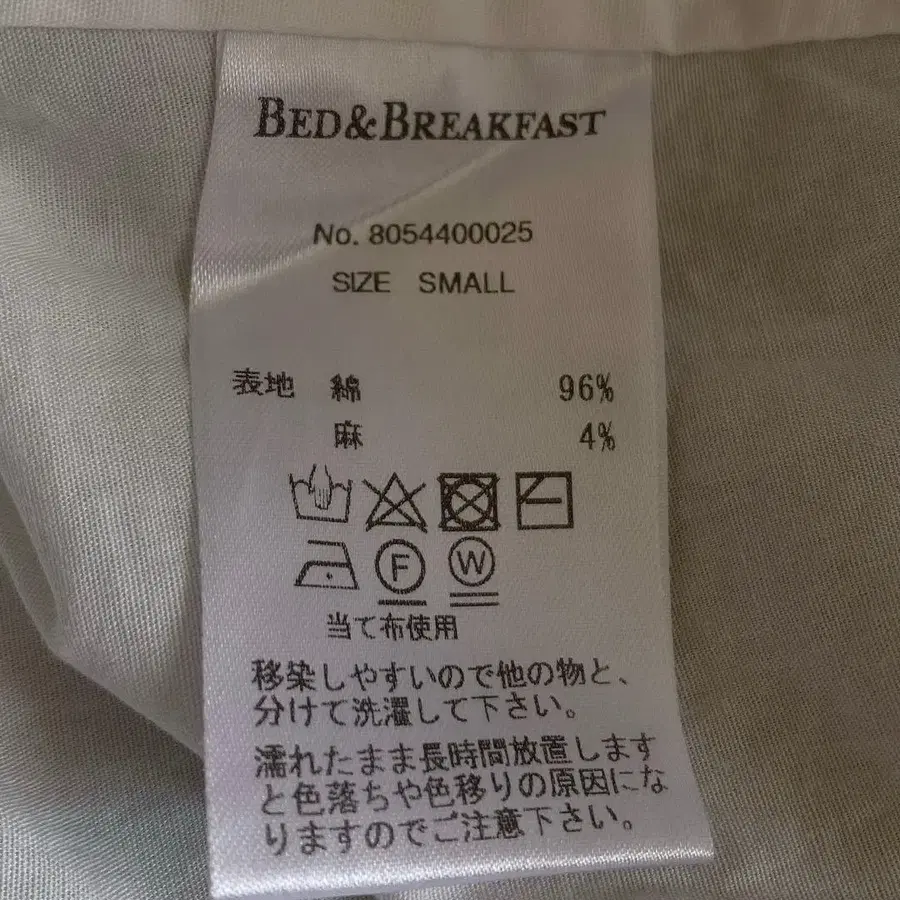 BED&BREAKFAST
No. 8054400025
SIZE SMALL
表地 綿 96%
麻 4%
F W
当て布使用
移染しやすいので他の物と、
分けて洗濯して下さい。
濡れたまま長時間放置します
と色落ちや色移りの原因にな
りますのでご注意下さい。